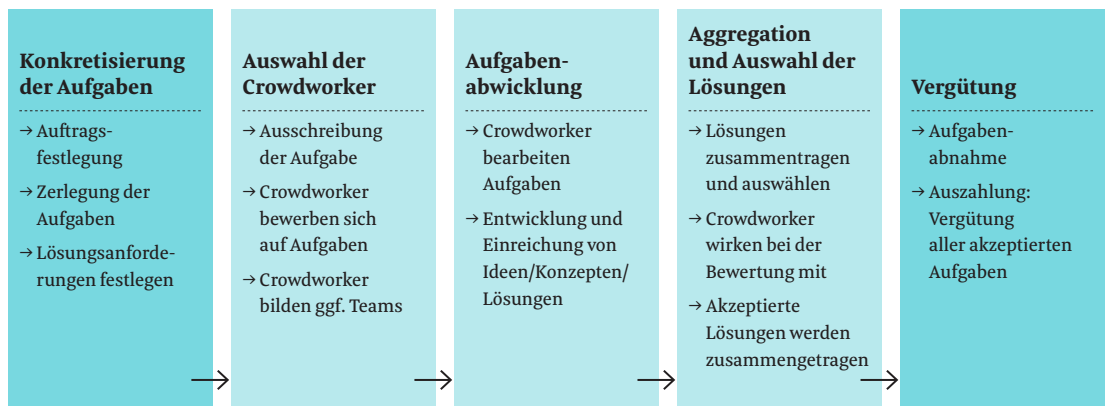 Konkretisierung
der Aufgaben
→ Auftrags-
festlegung
→ Zerlegung der
Aufgaben
→ Lösungsanforde-
rungen festlegen
Auswahl der
Crowdworker
→ Ausschreibung
der Aufgabe
→ Crowdworker
bewerben sich
auf Aufgaben
→ Crowdworker
bilden ggf. Teams
Aufgaben-
abwicklung
→ Crowdworker
bearbeiten
Aufgaben
→ Entwicklung und
Einreichung von
Ideen/Konzepten/
Lösungen
Aggregation
und Auswahl der
Lösungen
→ Lösungen
zusammentragen
und auswählen
→ Crowdworker
wirken bei der
Bewertung mit
→ Akzeptierte
Lösungen werden
zusammengetragen
Vergütung
→ Aufgaben-
abnahme
→ Auszahlung:
Vergütung
aller akzeptierten
Aufgaben